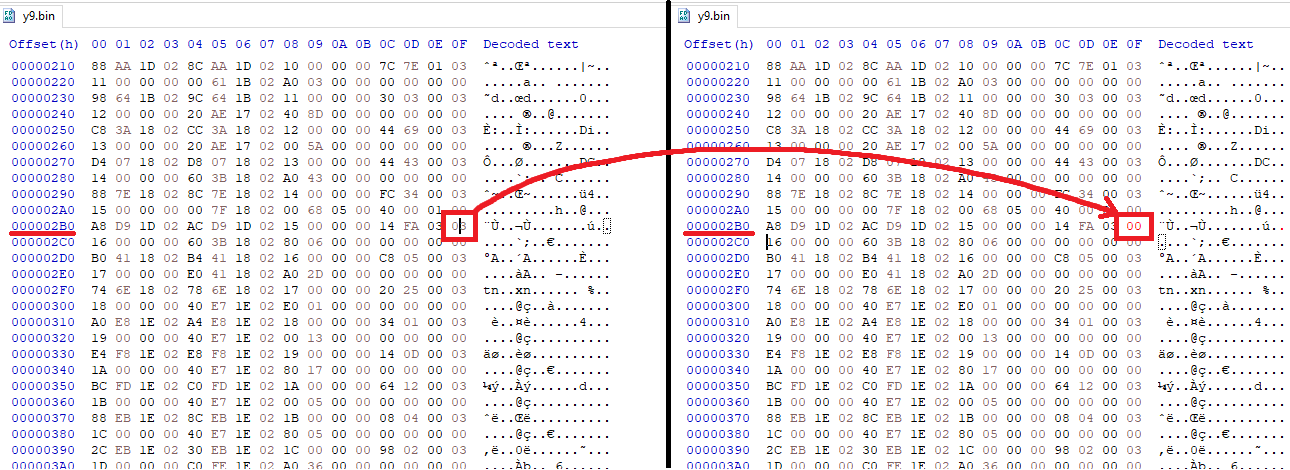 y9.bin
Offset(h) 00 01 02 03 04 05 06 07 08 09 0A 0B 0C 0D 0E 0F Decoded text
00000210 88 AA 1D 02 8C AA 1D 02 10 00 00 00 7C 7E 01 03 ˆª..Œª......|~..
00000220 11 00 00 00 00 61 1B 02 A0 03 00 00 00 00 00 00 .....a.. .......
00000230 98 64 1B 02 9C 64 1B 02 11 00 00 00 30 03 00 03 ˜d..œd......0...
00000240 12 00 00 00 20 AE 17 02 40 8D 00 00 00 00 00 00 .... ®..@.......
00000250 C8 3A 18 02 CC 3A 18 02 12 00 00 00 44 69 00 03 È:..Ì:......Di..
00000260 13 00 00 00 20 AE 17 02 00 5A 00 00 00 00 00 00 .... ®...Z......
00000270 D4 07 18 02 D8 07 18 02 13 00 00 00 44 43 00 03 Ô...Ø.......DC..
00000280 14 00 00 00 60 3B 18 02 A0 43 00 00 00 00 00 00 ....`;.. C......
00000290 88 7E 18 02 8C 7E 18 02 14 00 00 00 FC 34 00 03 ˆ~..Œ~......ü4..
000002A0 15 00 00 00 00 7F 18 02 00 68 05 00 40 00 01 00 .........h..@...
000002B0 A8 D9 1D 02 AC D9 1D 02 15 00 00 00 14 FA 03 03 ¨Ù..¬Ù.......ú..
000002C0 16 00 00 00 60 3B 18 02 80 06 00 00 00 00 00 00 ....`;..€.......
000002D0 B0 41 18 02 B4 41 18 02 16 00 00 00 C8 05 00 03 °A..´A......È...
000002E0 17 00 00 00 E0 41 18 02 A0 2D 00 00 00 00 00 00 ....àA.. -......
000002F0 74 6E 18 02 78 6E 18 02 17 00 00 00 20 25 00 03 tn..xn...... %..
00000300 18 00 00 00 40 E7 1E 02 E0 01 00 00 00 00 00 00 ....@ç..à.......
00000310 A0 E8 1E 02 A4 E8 1E 02 18 00 00 00 34 01 00 03 è..¤è......4...
00000320 19 00 00 00 40 E7 1E 02 00 13 00 00 00 00 00 00 ....@ç..........
00000330 E4 F8 1E 02 E8 F8 1E 02 19 00 00 00 14 0D 00 03 äø..èø..........
00000340 1A 00 00 00 40 E7 1E 02 80 17 00 00 00 00 00 00 ....@ç..€.......
00000350 BC FD 1E 02 C0 FD 1E 02 1A 00 00 00 64 12 00 03 ¼ý..Àý......d...
00000360 1B 00 00 00 40 E7 1E 02 00 05 00 00 00 00 00 00 ....@ç..........
00000370 88 EB 1E 02 8C EB 1E 02 1B 00 00 00 08 04 00 03 ˆë..Œë..........
00000380 1C 00 00 00 40 E7 1E 02 80 05 00 00 00 00 00 00 ....@ç..€.......
00000390 2C EB 1E 02 30 EB 1E 02 1C 00 00 00 98 02 00 03 ,ë..0ë......˜...
000003A0 1D 00 00 00 C0 FE 1E 02 A0 36 00 00 00 00 00 00 ....Àþ.. 6......
y9.bin
Offset(h) 00 01 02 03 04 05 06 07 08 09 0A 0B 0C 0D 0E 0F Decoded text
00000210 88 AA 1D 02 8C AA 1D 02 10 00 00 00 7C 7E 01 03 ˆª..Œª......|~..
00000220 11 00 00 00 00 61 1B 02 A0 03 00 00 00 00 00 00 .....a.. .......
00000230 98 64 1B 02 9C 64 1B 02 11 00 00 00 30 03 00 03 ˜d..œd......0...
00000240 12 00 00 00 20 AE 17 02 40 8D 00 00 00 00 00 00 .... ®..@.......
00000250 C8 3A 18 02 CC 3A 18 02 12 00 00 00 44 69 00 03 È:..Ì:......Di..
00000260 13 00 00 00 20 AE 17 02 00 5A 00 00 00 00 00 00 .... ®...Z......
00000270 D4 07 18 02 D8 07 18 02 13 00 00 00 44 43 00 03 Ô...Ø.......DC..
00000280 14 00 00 00 60 3B 18 02 A0 00 00 00 00 00 00 ....`;.. C......
00000290 88 7E 18 02 8C 7E 18 02 14 00 00 00 FC 34 00 03 ˆ~..Œ~......ü4..
000002A0 15 00 00 00 00 7F 18 02 00 68 05 00 40 00 00 .........h..@...
000002B0 A8 D9 1D 02 AC D9 1D 02 15 00 00 00 14 FA 03 00 ¨Ù..¬Ù.......ú..
000002C0 16 00 00 00 60 3B 18 02 80 06 00 00 00 00 00 00 ....`;..€.......
000002D0 B0 41 18 02 B4 41 18 02 16 00 00 00 C8 05 00 03 °A..´A......È...
000002E0 17 00 00 00 E0 41 18 02 A0 2D 00 00 00 00 00 00 ....àA.. -......
000002F0 74 6E 18 02 78 6E 18 02 17 00 00 00 20 25 00 03 tn..xn...... %..
00000300 18 00 00 00 40 E7 1E 02 E0 01 00 00 00 00 00 00 ....@ç..à.......
00000310 A0 E8 1E 02 A4 E8 1E 02 18 00 00 00 34 01 00 03 è..¤è......4...
00000320 19 00 00 00 40 E7 1E 02 00 13 00 00 00 00 00 00 ....@ç..........
00000330 E4 F8 1E 02 E8 F8 1E 02 19 00 00 00 14 0D 00 03 äø..èø..........
00000340 1A 00 00 00 40 E7 1E 02 80 17 00 00 00 00 00 00 ....@ç..€.......
00000350 BC FD 1E 02 C0 FD 1E 02 1A 00 00 00 64 12 00 03 ¼ý..Àý......d...
00000360 1B 00 00 00 40 E7 1E 02 00 05 00 00 00 00 00 00 ....@ç..........
00000370 88 EB 1E 02 8C EB 1E 02 1B 00 00 00 08 04 00 03 ˆë..Œë..........
00000380 1C 00 00 00 40 E7 1E 02 80 05 00 00 00 00 00 00 ....@ç..€.......
00000390 2C EB 1E 02 30 EB 1E 02 1C 00 00 00 98 02 00 03 ,ë..0ë......˜...
000003A0 1D 00 00 00 C0 FE 1E 02 A0 36 00 00 00 00 00 00 ....Àþ.. 6......